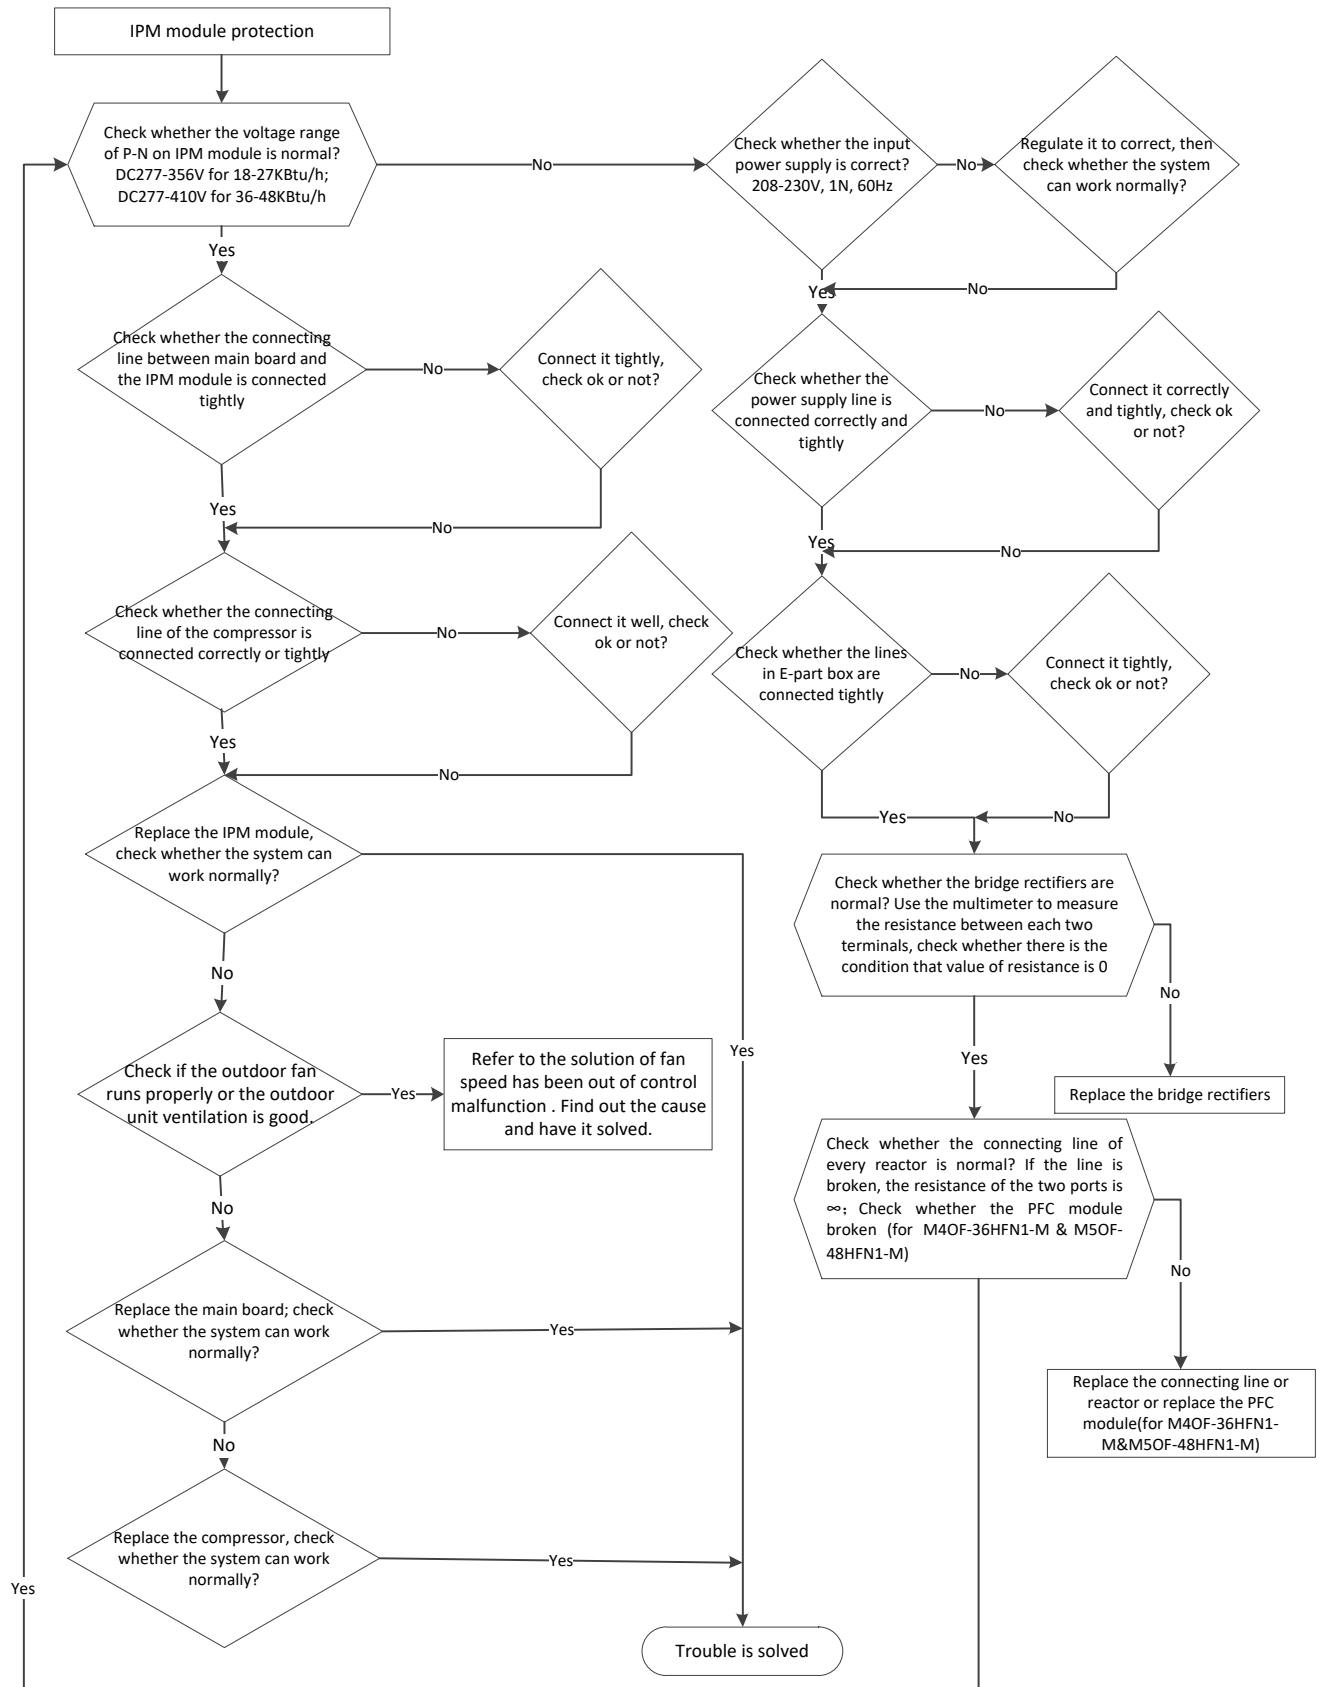 IPM module protection
Check whether the voltage range
of P-N on IPM module is normal?
DC277-356V for 18-27KBtu/h;
DC277-410V for 36-48KBtu/h
No
Check whether the input
power supply is correct?
208-230V, 1N, 60Hz
No
Regulate it to correct, then
check whether the system
can work normally?
Yes
No
Yes
Check whether the connecting
line between main board and
the IPM module is connected
tightly
No
Connect it tightly,
check ok or not?
Check whether the
power supply line is
connected correctly and
tightly
No
Connect it correctly
and tightly, check ok
or not?
Yes
No
Yes
No
Check whether the connecting
line of the compressor is
connected correctly or tightly
No
Connect it well, check
ok or not?
Check whether the lines
in E-part box are
connected tightly
No
Connect it tightly,
check ok or not?
Yes
No
Yes
No
Replace the IPM module,
check whether the system can
work normally?
Check whether the bridge rectifiers are
normal? Use the multimeter to measure
the resistance between each two
terminals, check whether there is the
condition that value of resistance is 0
No
No
Yes
Yes
Check if the outdoor fan
runs properly or the outdoor
unit ventilation is good.
Yes
Refer to the solution of fan
speed has been out of control
malfunction . Find out the cause
and have it solved.
Replace the bridge rectifiers
Check whether the connecting line of
every reactor is normal? If the line is
broken, the resistance of the two ports is
∞; Check whether the PFC module
broken (for M4OF-36HFN1-M & M5OF-
48HFN1-M)
No
No
Replace the main board; check
whether the system can work
normally?
Yes
Replace the connecting line or
reactor or replace the PFC
module(for M4OF-36HFN1-
M&M5OF-48HFN1-M)
No
Replace the compressor, check
whether the system can work
normally?
Yes
Yes
Trouble is solved